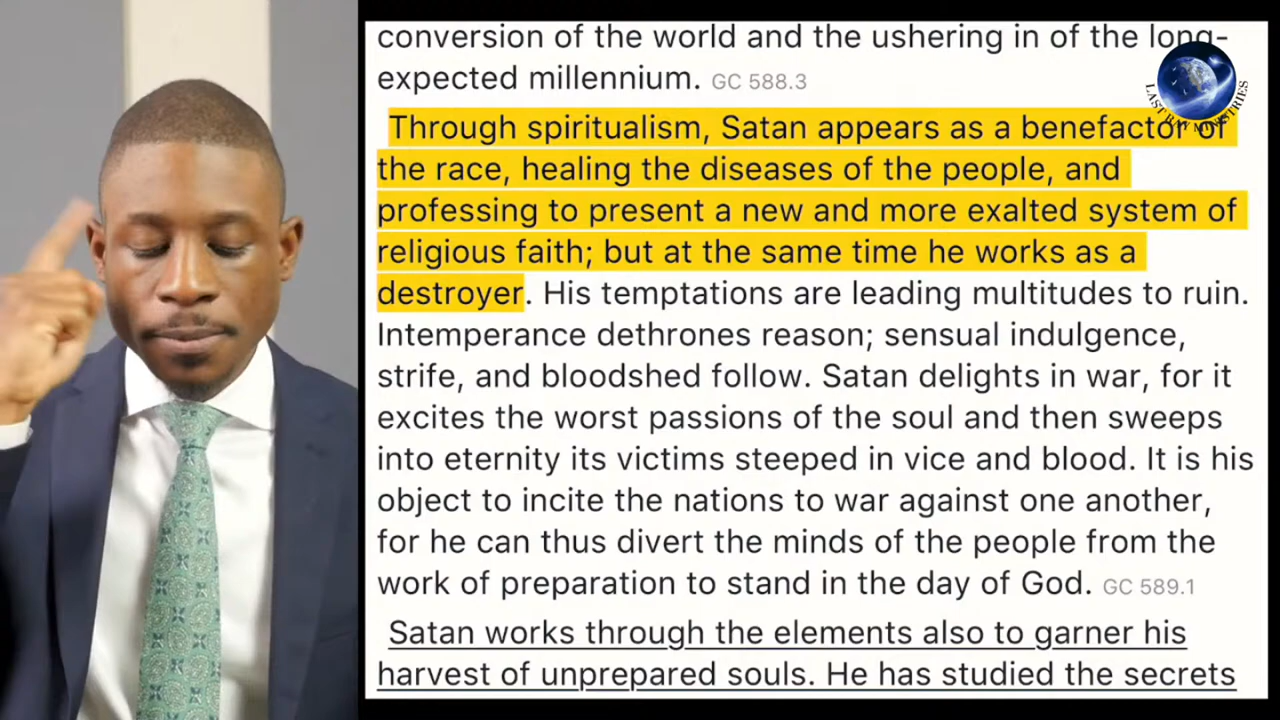 conversion of the world and the ushering in of the long-
expected millennium. GC 588.3
Through spiritualism, Satan appears as a benefactor of
the race, healing the diseases of the people, and
professing to present a new and more exalted system of
religious faith; but at the same time he works as a
destroyer. His temptations are leading multitudes to ruin.
Intemperance dethrones reason; sensual indulgence,
strife, and bloodshed follow. Satan delights in war, for it
excites the worst passions of the soul and then sweeps
into eternity its victims steeped in vice and blood. It is his
object to incite the nations to war against one another,
for he can thus divert the minds of the people from the
work of preparation to stand in the day of God. GC 589.1
Satan works through the elements also to garner his
harvest of unprepared souls. He has studied the secrets
LAST DAY MINISTRIES